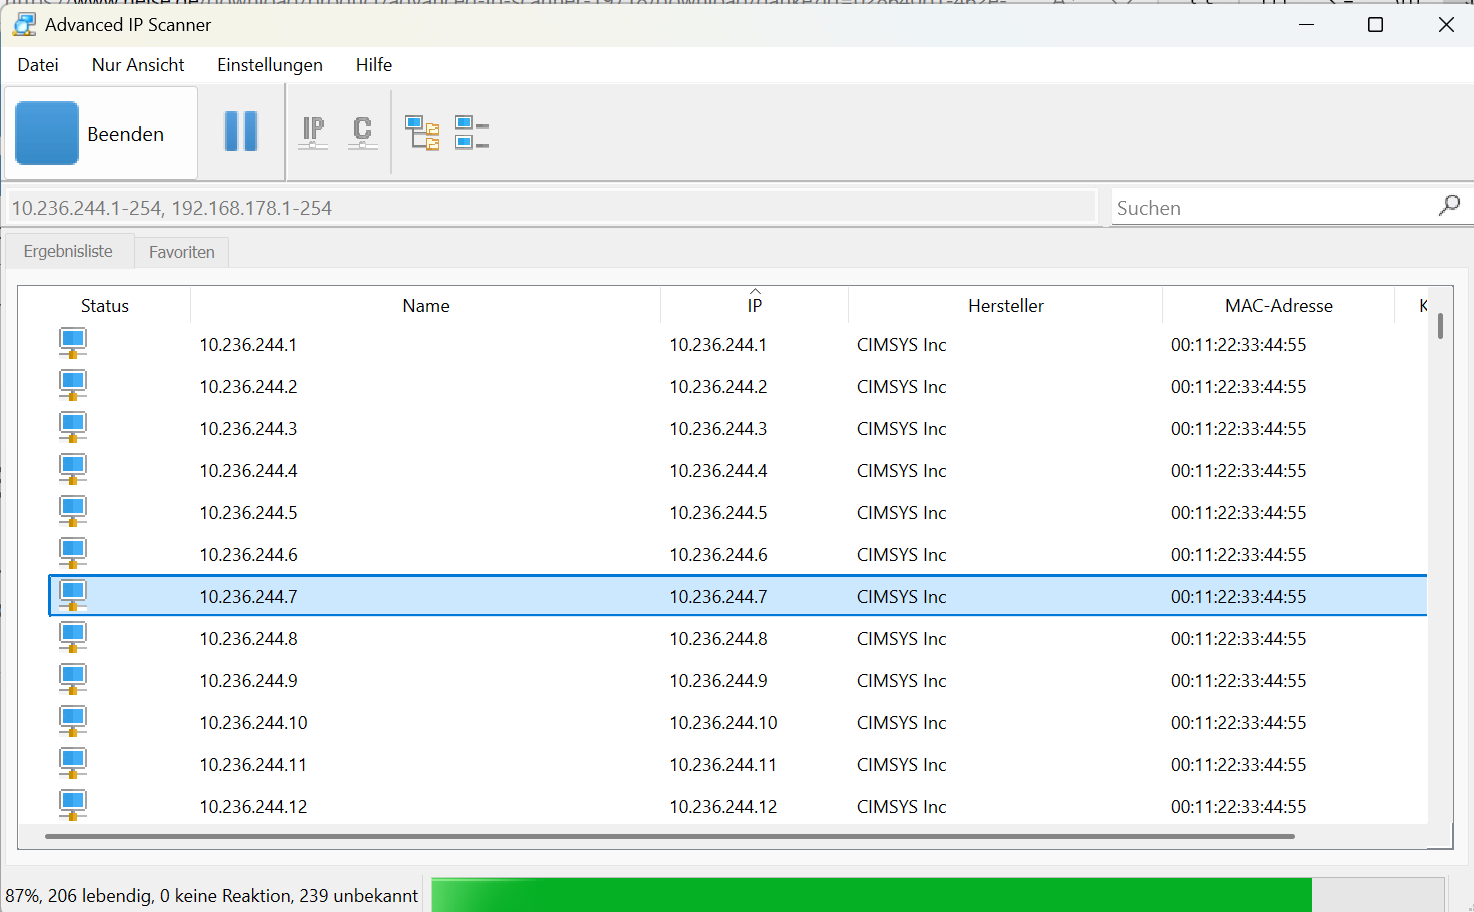 Advanced IP Scanner
Datei Nur Ansicht Einstellungen Hilfe
Beenden IP C
10.236.244.1-254, 192.168.178.1-254 Suchen
Ergebnisliste Favoriten
Status Name IP Hersteller MAC-Adresse
10.236.244.1 10.236.244.1 CIMSYS Inc 00:11:22:33:44:55
10.236.244.2 10.236.244.2 CIMSYS Inc 00:11:22:33:44:55
10.236.244.3 10.236.244.3 CIMSYS Inc 00:11:22:33:44:55
10.236.244.4 10.236.244.4 CIMSYS Inc 00:11:22:33:44:55
10.236.244.5 10.236.244.5 CIMSYS Inc 00:11:22:33:44:55
10.236.244.6 10.236.244.6 CIMSYS Inc 00:11:22:33:44:55
10.236.244.7 10.236.244.7 CIMSYS Inc 00:11:22:33:44:55
10.236.244.8 10.236.244.8 CIMSYS Inc 00:11:22:33:44:55
10.236.244.9 10.236.244.9 CIMSYS Inc 00:11:22:33:44:55
10.236.244.10 10.236.244.10 CIMSYS Inc 00:11:22:33:44:55
10.236.244.11 10.236.244.11 CIMSYS Inc 00:11:22:33:44:55
10.236.244.12 10.236.244.12 CIMSYS Inc 00:11:22:33:44:55
87%, 206 lebendig, 0 keine Reaktion, 239 unbekannt